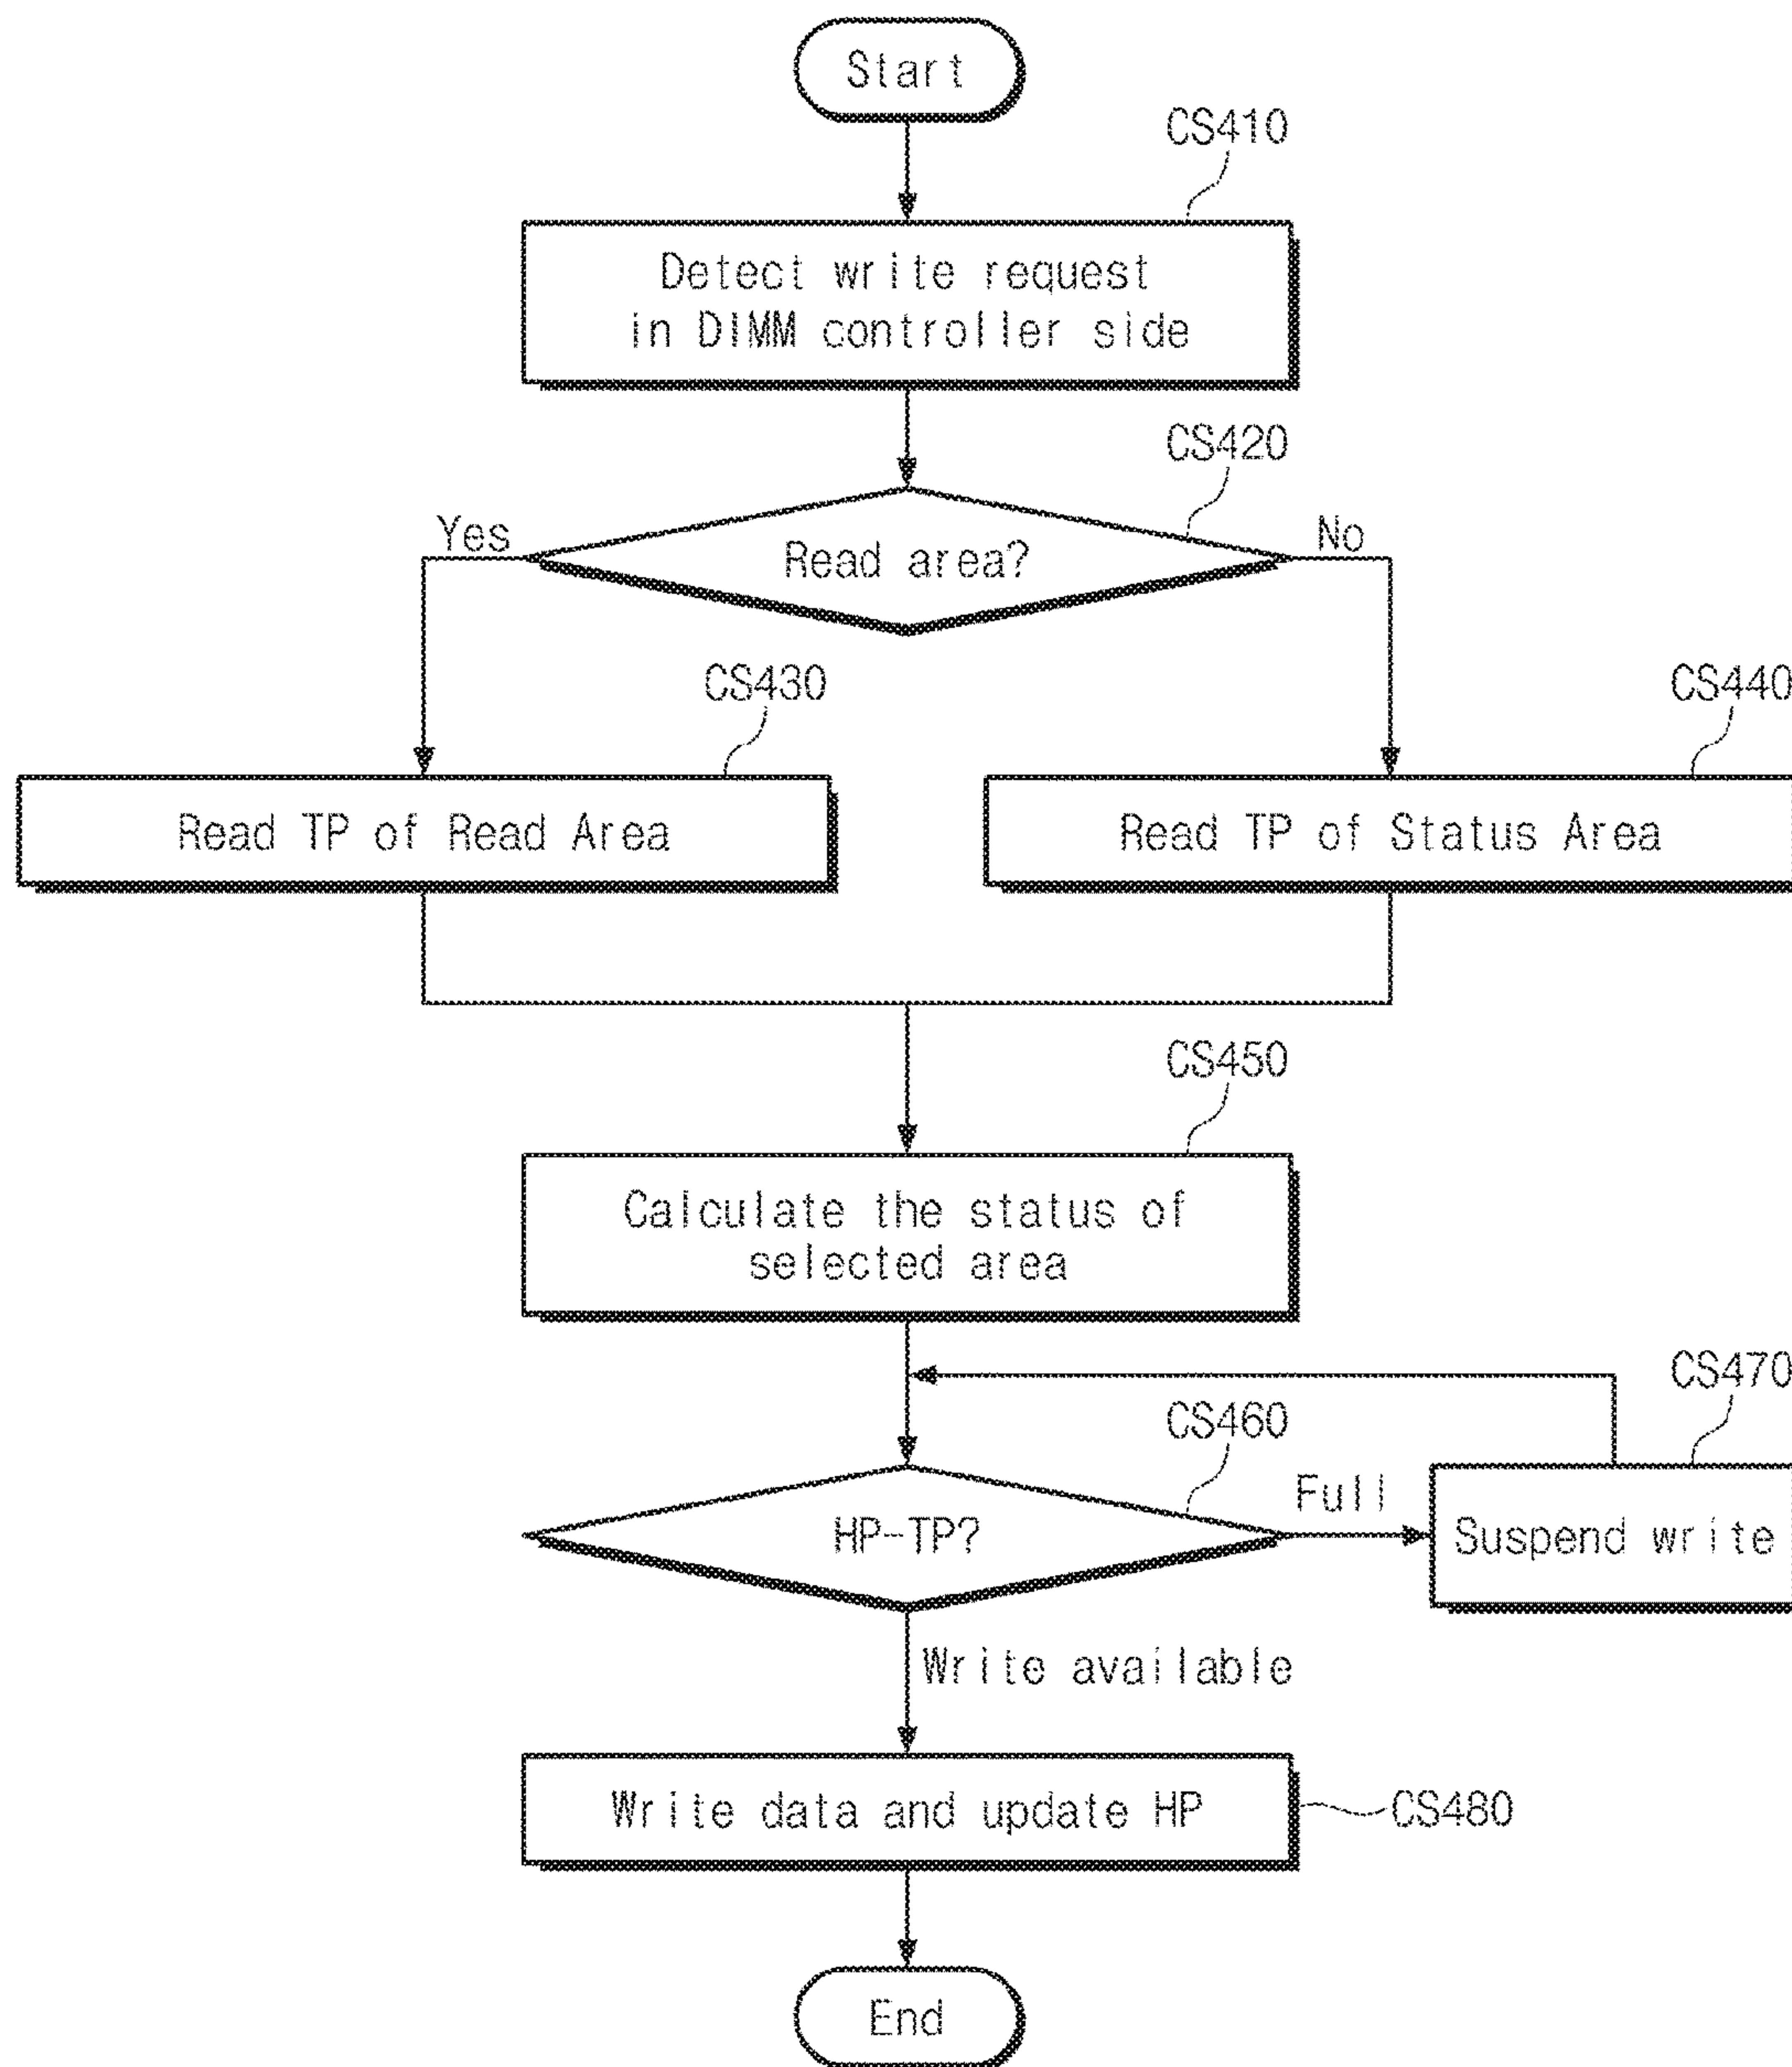 Start
CS410
Detect write request
in DIMM controller side
CS420
Yes
No
Read area?
CS430
CS440
Read TP of Read Area
Read TP of Status Area
CS450
Calculate the status of
selected area
CS470
CS460
Full
HP-TP?
Suspend write
Write available
Write data and update HP
CS480
End